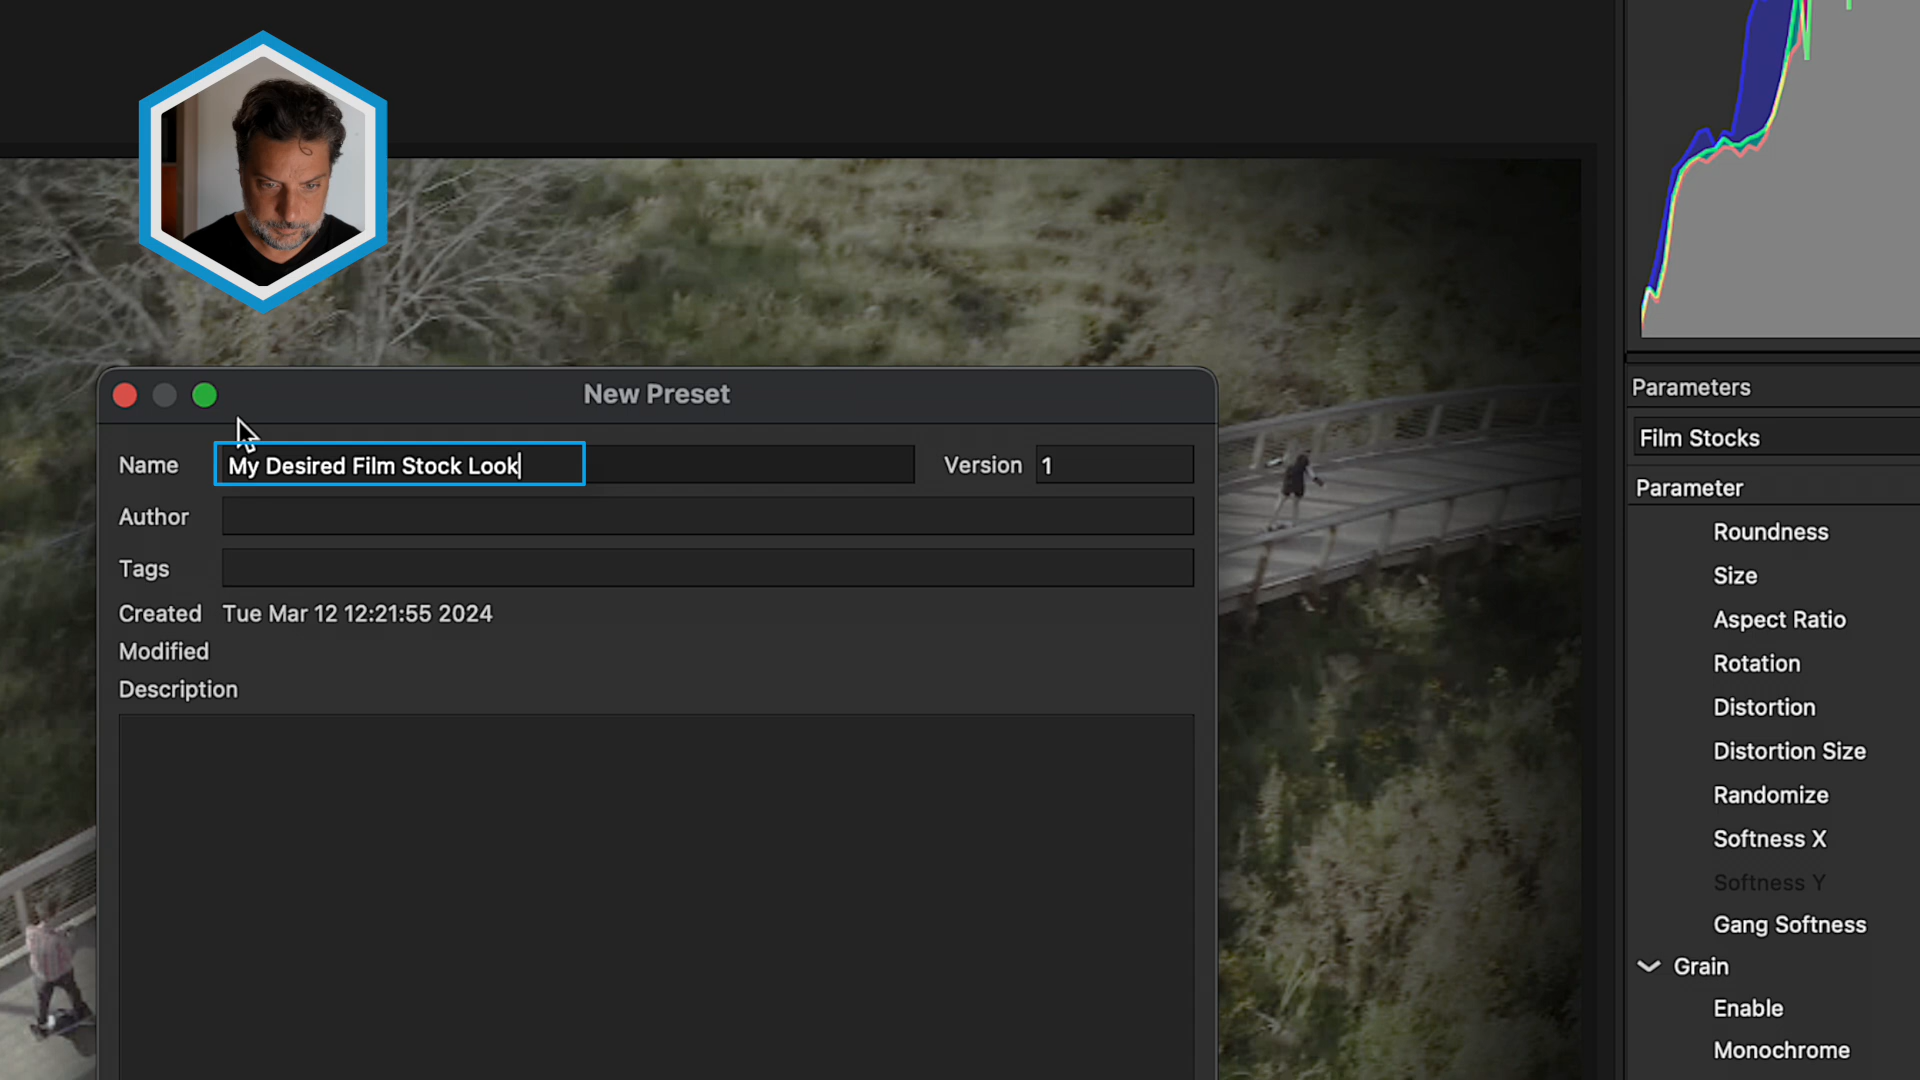 New Preset
Name My Desired Film Stock Look Version 1
Author
Tags
Created Tue Mar 12 12:21:55 2024
Modified
Description
Parameters
Film Stocks
Parameter
Roundness
Size
Aspect Ratio
Rotation
Distortion
Distortion Size
Randomize
Softness X
Softness Y
Gang Softness
Grain
Enable
Monochrome